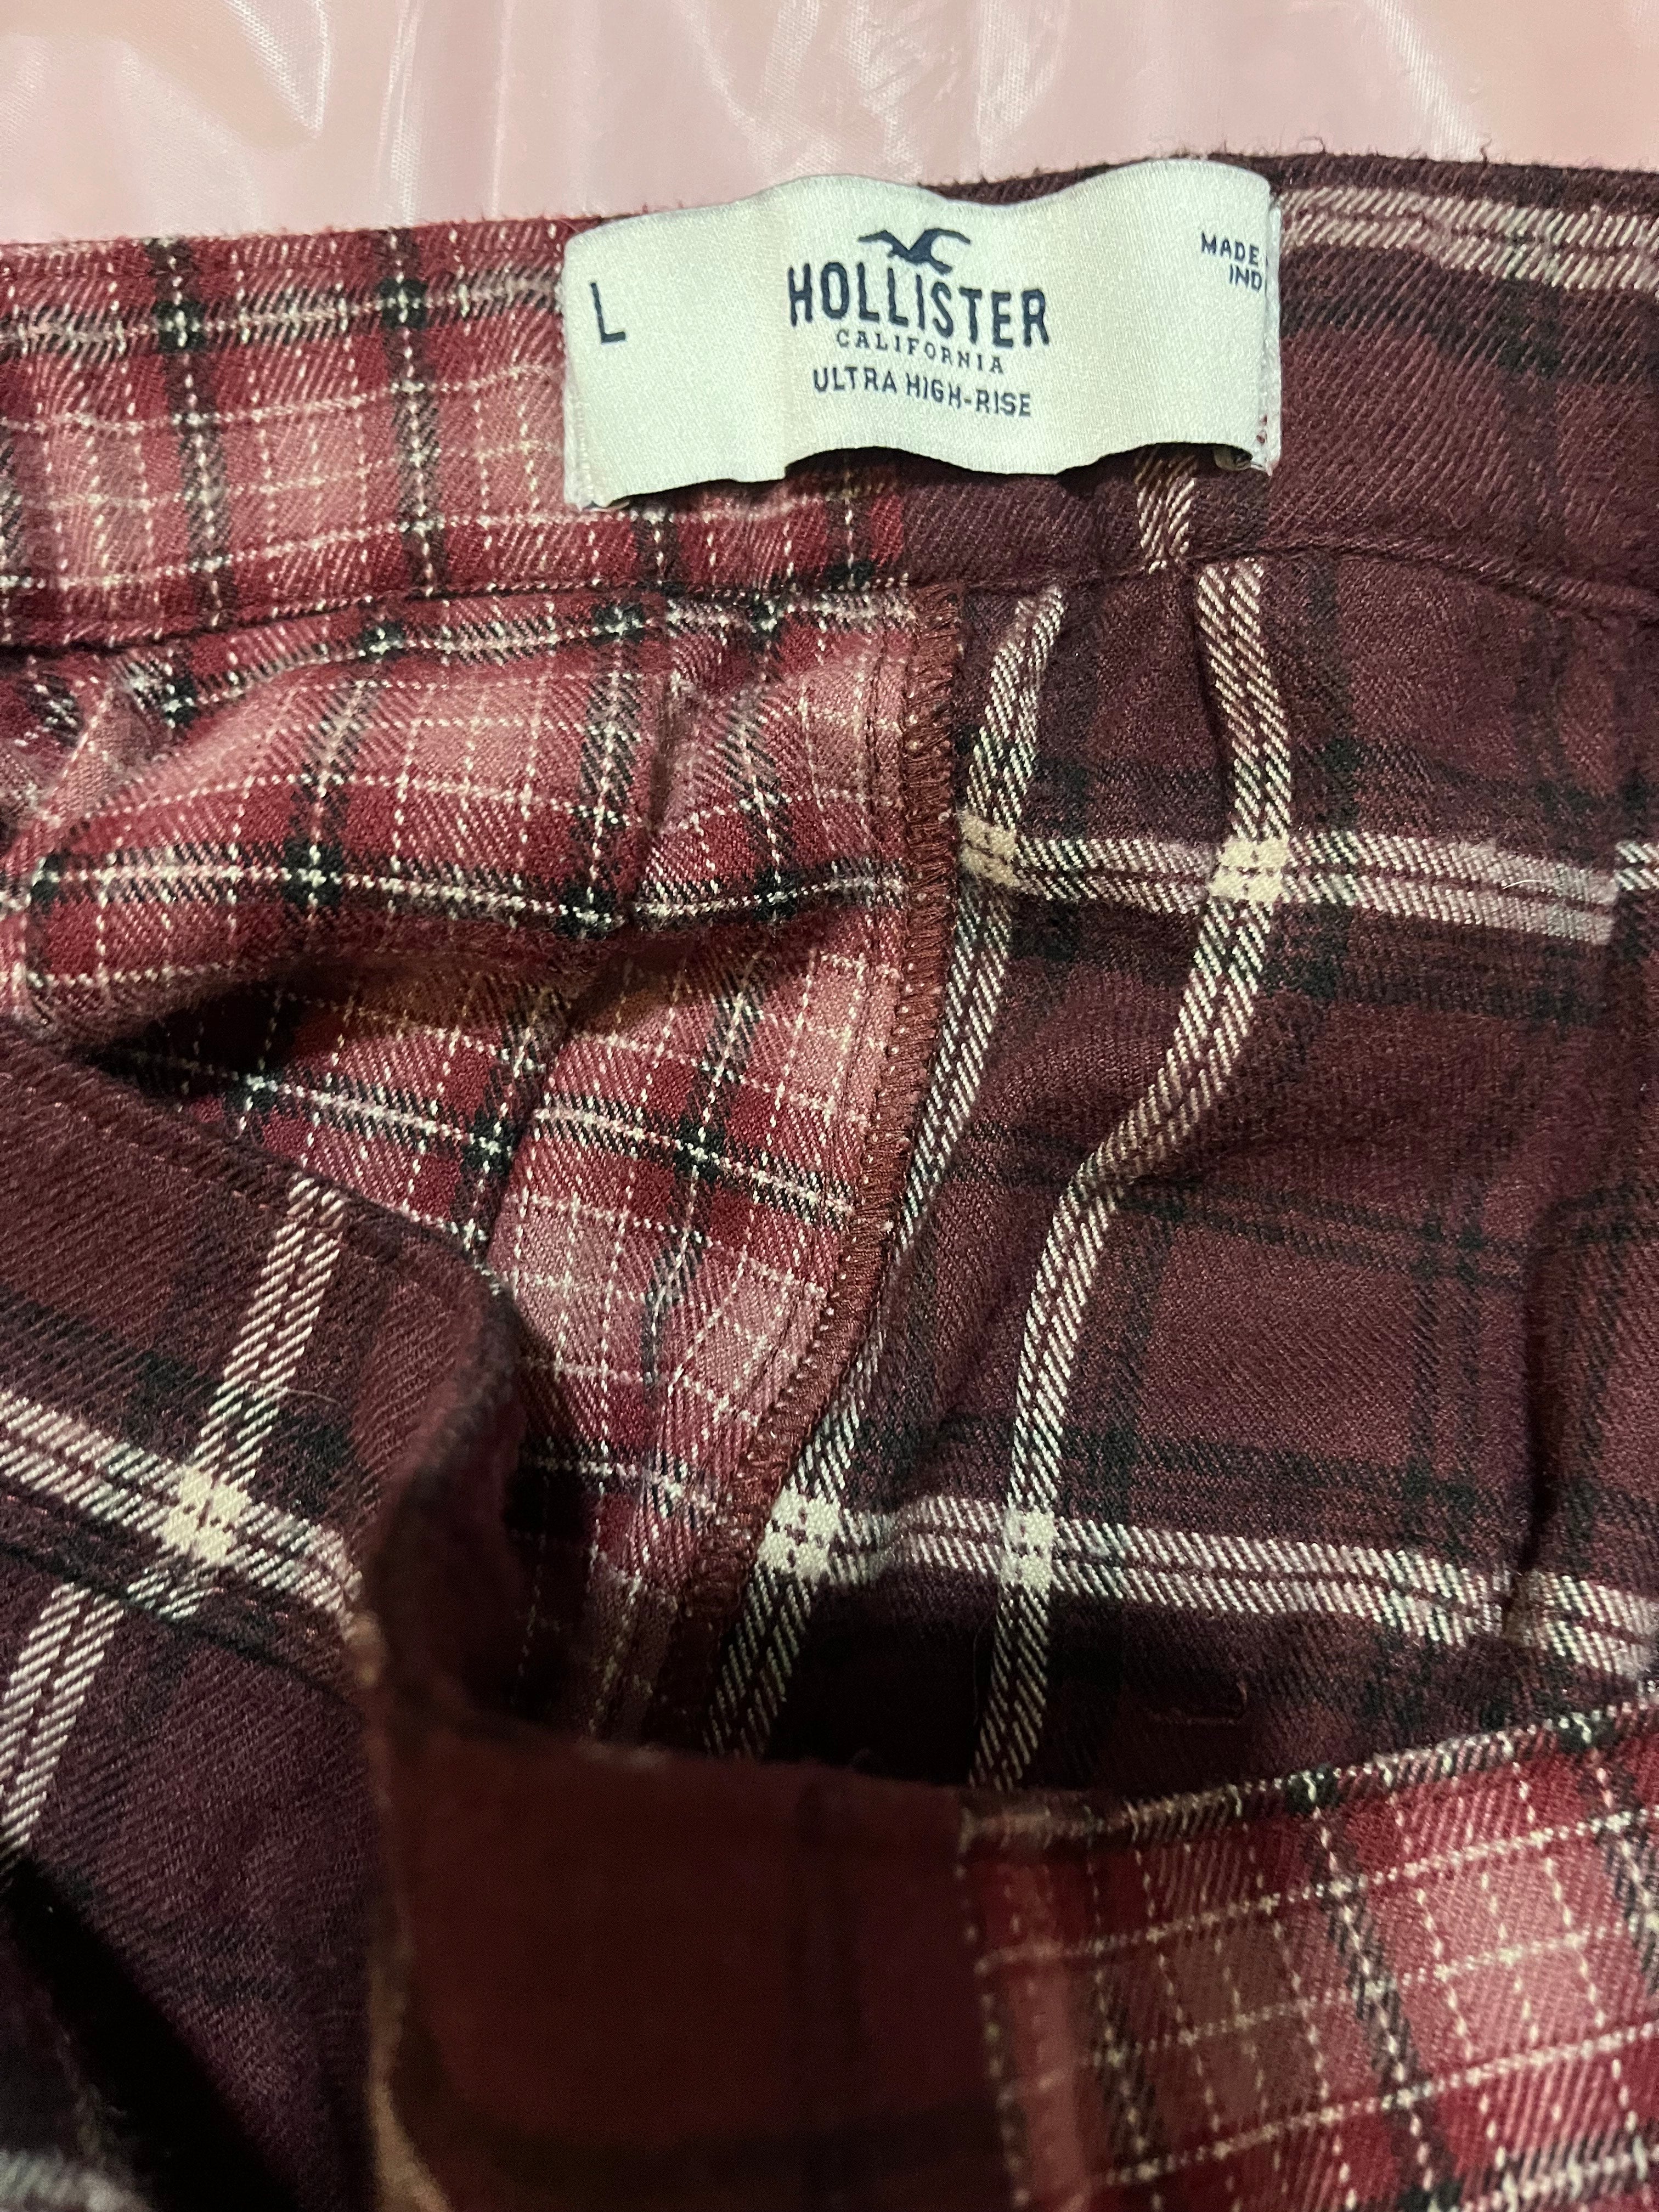 L
HOLLISTER
CALIFORNIA
ULTRA HIGH-RISE
MADE
IND